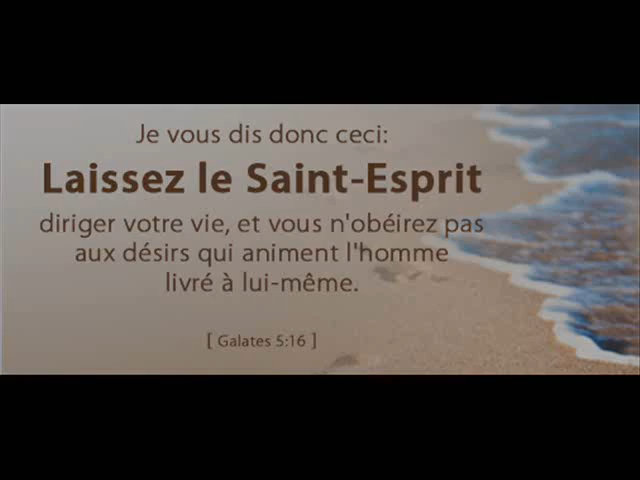 Je vous dis donc ceci:
Laissez le Saint-Esprit
diriger votre vie, et vous n'obéirez pas
aux désirs qui animent l'homme
livré à lui-même.
[ Galates 5:16 ]